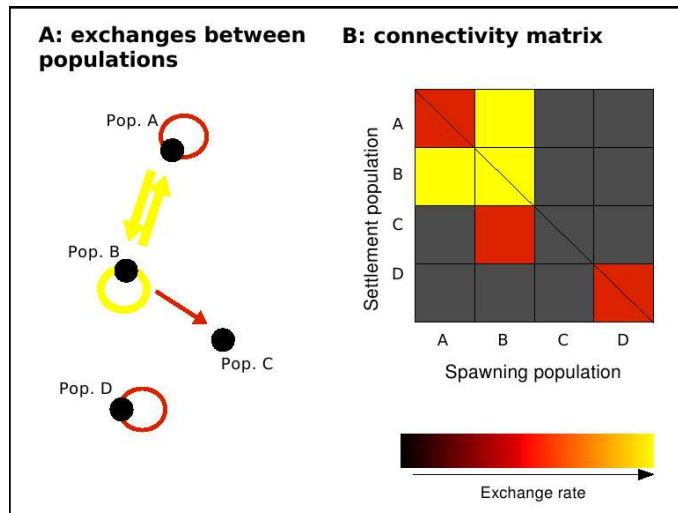 A: exchanges between
populations
Pop. A
Pop. B
Pop. C
Pop. D
B: connectivity matrix
Settlement population
A
B
C
D
A B C D
Spawning population
Exchange rate